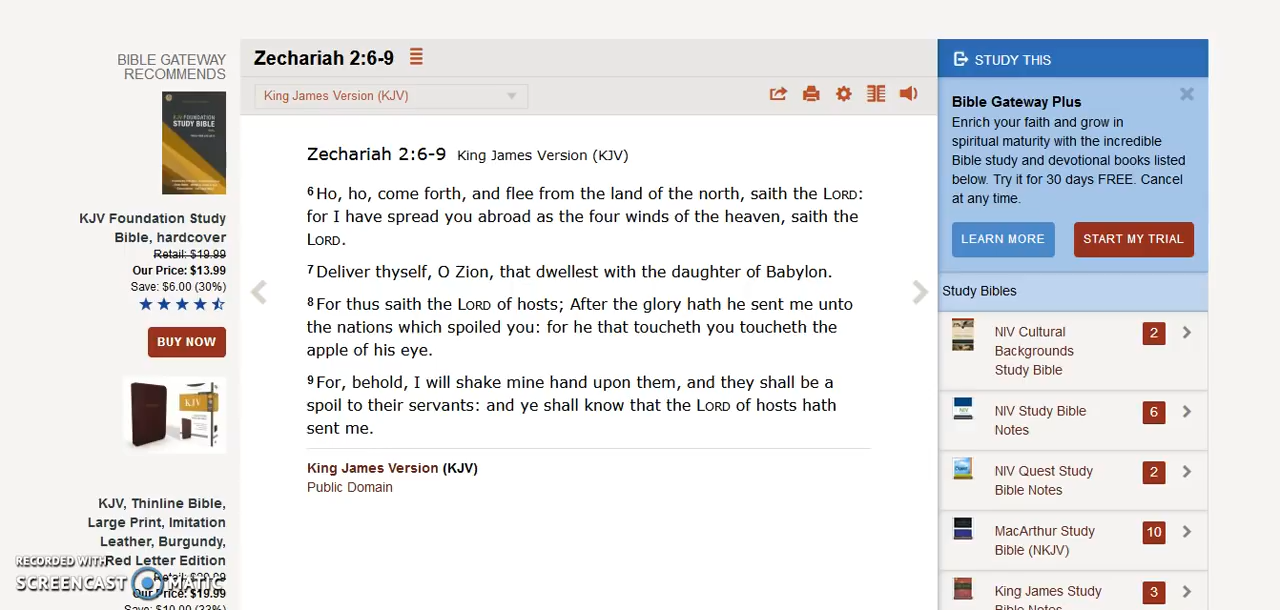 BIBLE GATEWAY
RECOMMENDS
KJV FOUNDATION
STUDY BIBLE
KJV Foundation Study
Bible, hardcover
Retail: $19.99
Our Price: $13.99
Save: $6.00 (30%)
BUY NOW
KJV
KJV, Thinline Bible,
Large Print, Imitation
Leather, Burgundy,
Red Letter Edition
Our Price: $19.99
Save: $10.00 (33%)
RECORDED WITH
SCREENCAST MATIC
Zechariah 2:6-9
King James Version (KJV)
Zechariah 2:6-9 King James Version (KJV)
6 Ho, ho, come forth, and flee from the land of the north, saith the LORD:
for I have spread you abroad as the four winds of the heaven, saith the
LORD.
7 Deliver thyself, O Zion, that dwellest with the daughter of Babylon.
8 For thus saith the LORD of hosts; After the glory hath he sent me unto
the nations which spoiled you: for he that toucheth you toucheth the
apple of his eye.
9 For, behold, I will shake mine hand upon them, and they shall be a
spoil to their servants: and ye shall know that the LORD of hosts hath
sent me.
King James Version (KJV)
Public Domain
STUDY THIS
Bible Gateway Plus
Enrich your faith and grow in
spiritual maturity with the incredible
Bible study and devotional books listed
below. Try it for 30 days FREE. Cancel
at any time.
LEARN MORE START MY TRIAL
Study Bibles
NIV Cultural
Backgrounds
Study Bible
2
NIV Study Bible
Notes
6
NIV Quest Study
Bible Notes
2
MacArthur Study
Bible (NKJV)
10
King James Study
Bible Notes
3